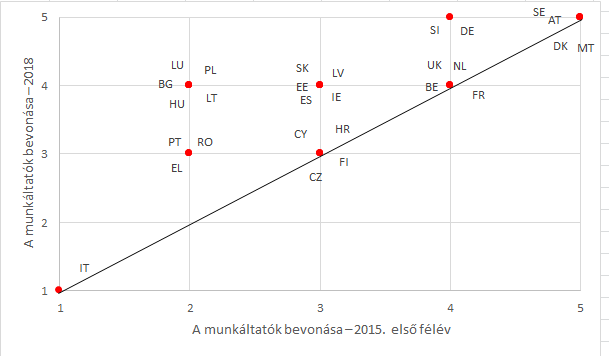 5
SE
AT
SI
DE
DK
MT
LU
PL
SK
LV
UK
NL
4
BG
EE
BE
HU
LT
ES
IE
FR
PT
RO
CY
HR
3
EL
FI
CZ
2
IT
1
1
2
3
4
5
A munkáltatók bevonása – 2018
A munkáltatók bevonása – 2015. első félév